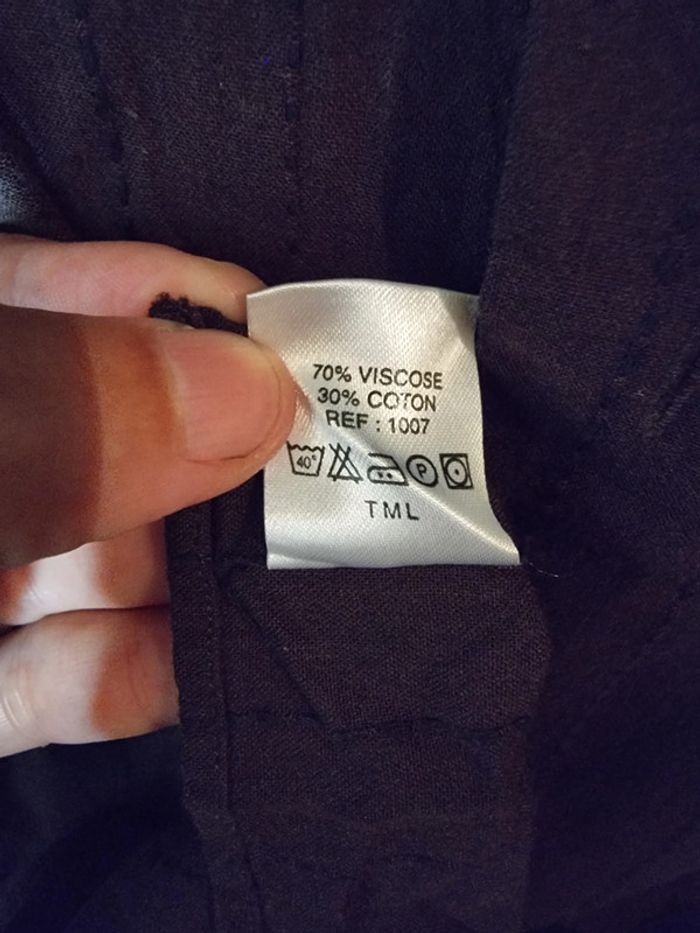 70% VISCOSE
30% COTON
REF : 1007
40° P
TML